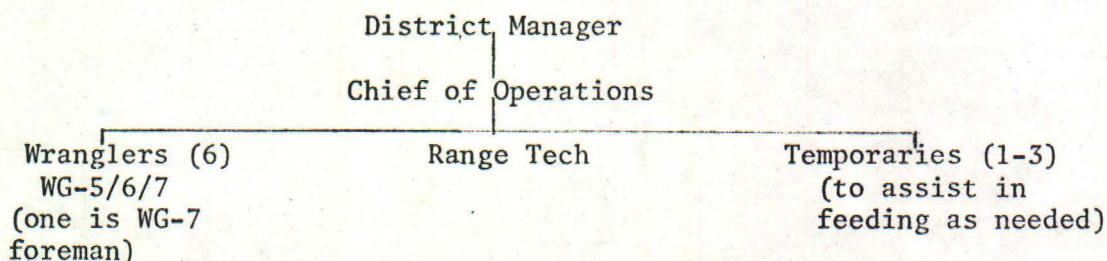 District Manager
Chief of Operations
Wranglers (6) Range Tech Temporaries (1-3)
WG-5/6/7 (to assist in
(one is WG-7 feeding as needed)
foreman)